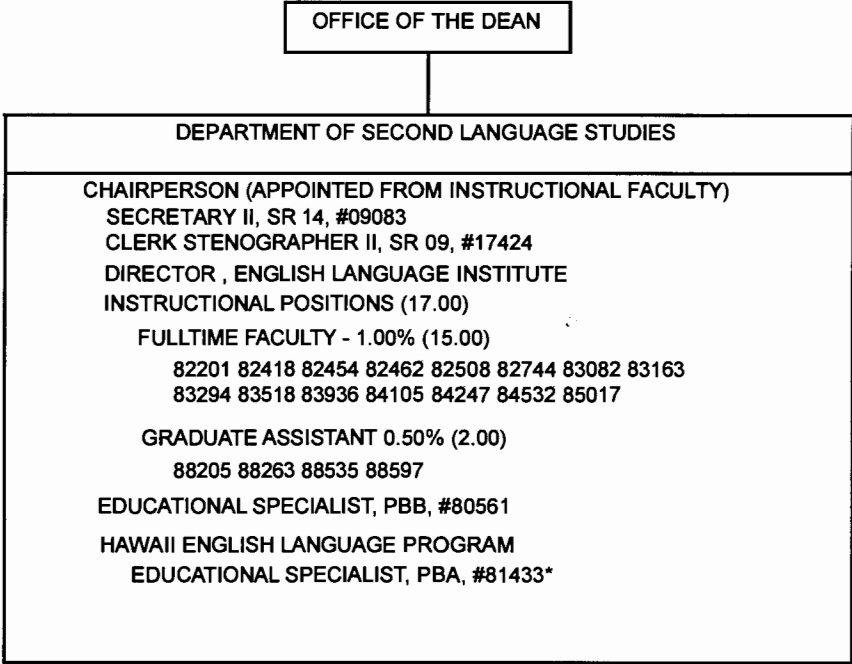 OFFICE OF THE DEAN
DEPARTMENT OF SECOND LANGUAGE STUDIES
CHAIRPERSON (APPOINTED FROM INSTRUCTIONAL FACULTY)
SECRETARY II, SR 14, #09083
CLERK STENOGRAPHER II, SR 09, #17424
DIRECTOR , ENGLISH LANGUAGE INSTITUTE
INSTRUCTIONAL POSITIONS (17.00)
FULLTIME FACULTY - 1.00% (15.00)
82201 82418 82454 82462 82508 82744 83082 83163
83294 83518 83936 84105 84247 84532 85017
GRADUATE ASSISTANT 0.50% (2.00)
88205 88263 88535 88597
EDUCATIONAL SPECIALIST, PBB, #80561
HAWAII ENGLISH LANGUAGE PROGRAM
EDUCATIONAL SPECIALIST, PBA, #81433*